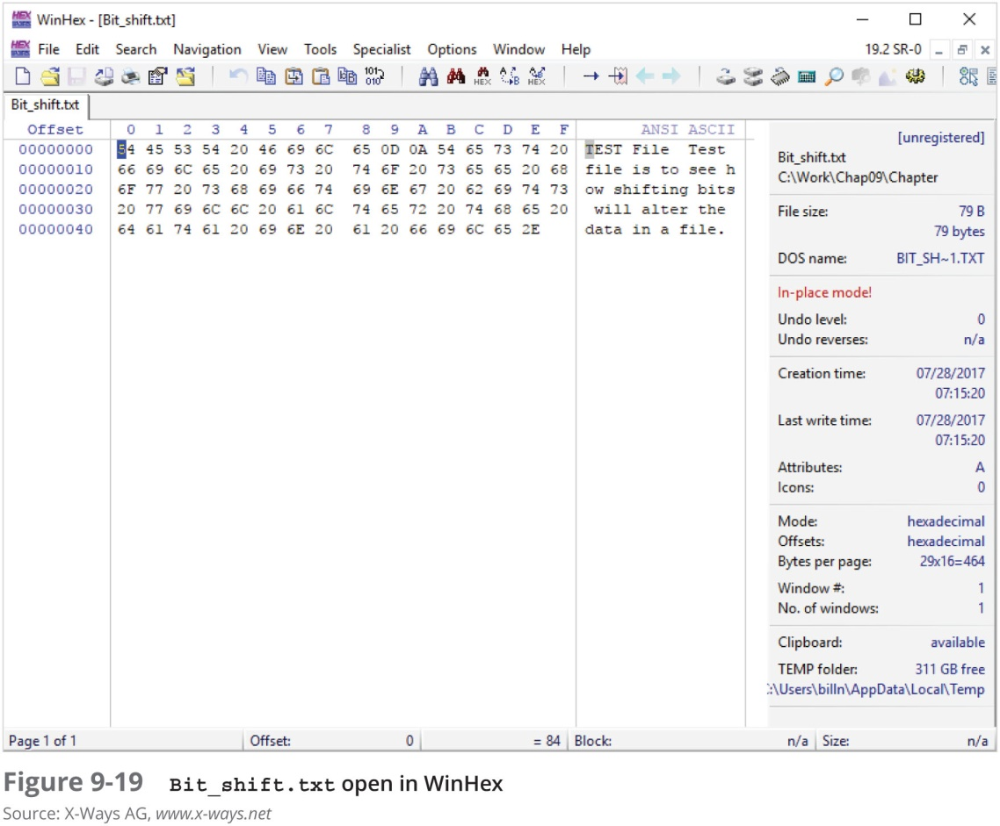 WinHex - [Bit_shift.txt]
File Edit Search Navigation View Tools Specialist Options Window Help 19.2 SR-0
Bit_shift.txt
Offset 0 1 2 3 4 5 6 7 8 9 A B C D E F ANSI ASCII
00000000 54 45 53 54 20 46 69 6C 65 0D 0A 54 65 73 74 20 TEST File Test
00000010 66 69 6C 65 20 69 73 20 74 6F 20 73 65 65 20 68 file is to see h
00000020 6F 77 20 73 68 69 66 74 69 6E 67 20 62 69 74 73 ow shifting bits
00000030 20 77 69 6C 6C 20 61 6C 74 65 72 20 74 68 65 20 will alter the
00000040 64 61 74 61 20 69 6E 20 61 20 66 69 6C 65 2E data in a file.
[unregistered]
Bit_shift.txt
C:\Work\Chap09\Chapter
File size: 79 B
79 bytes
DOS name: BIT_SH~1.TXT
In-place mode!
Undo level: 0
Undo reverses: n/a
Creation time: 07/28/2017
07:15:20
Last write time: 07/28/2017
07:15:20
Attributes: A
Icons: 0
Mode: hexadecimal
Offsets: hexadecimal
Bytes per page: 29x16=464
Window #: 1
No. of windows: 1
Clipboard: available
TEMP folder: 311 GB free
:\Users\billn\AppData\Local\Temp
Page 1 of 1 Offset: 0 = 84 Block: n/a Size: n/a
Figure 9-19 Bit_shift.txt open in WinHex
Source: X-Ways AG, www.x-ways.net